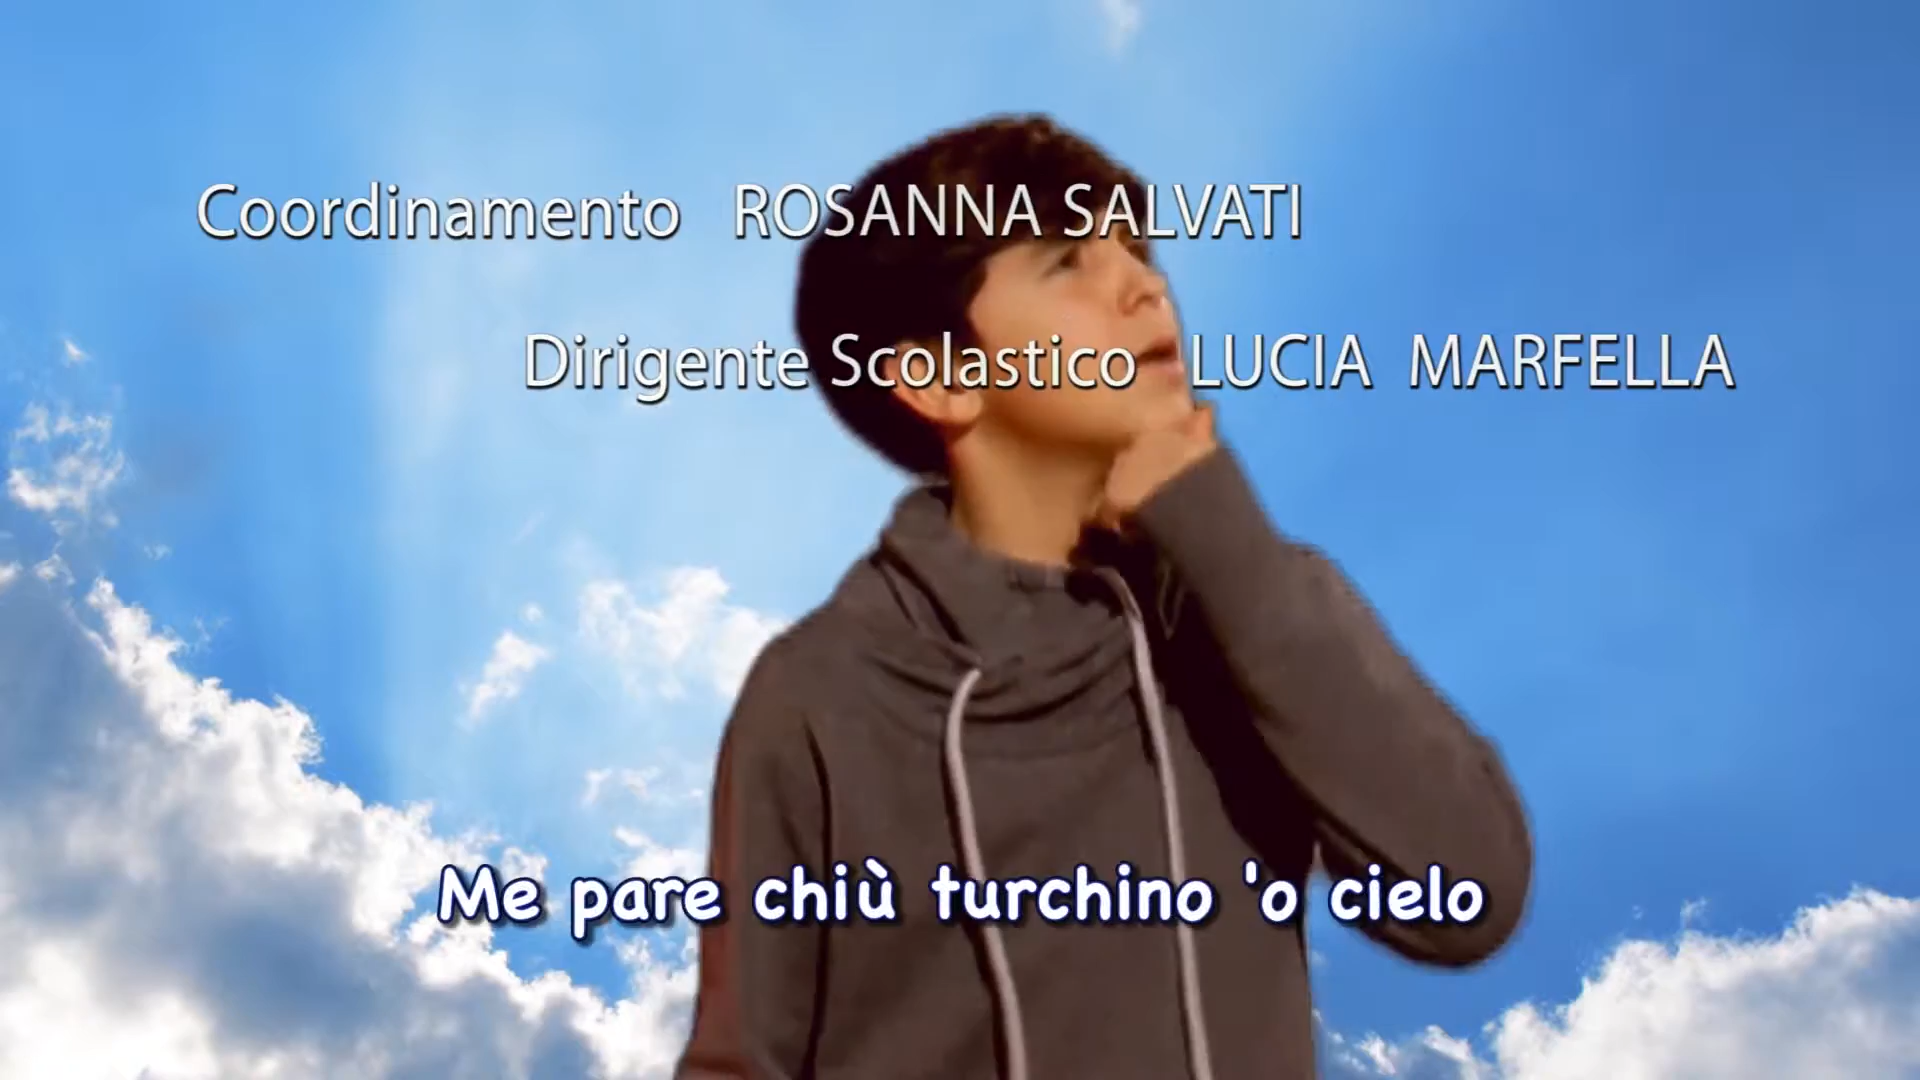 Coordinamento ROSANNA SALVATI
Dirigente Scolastico LUCIA MARFELLA
Me pare chiù turchino 'o cielo